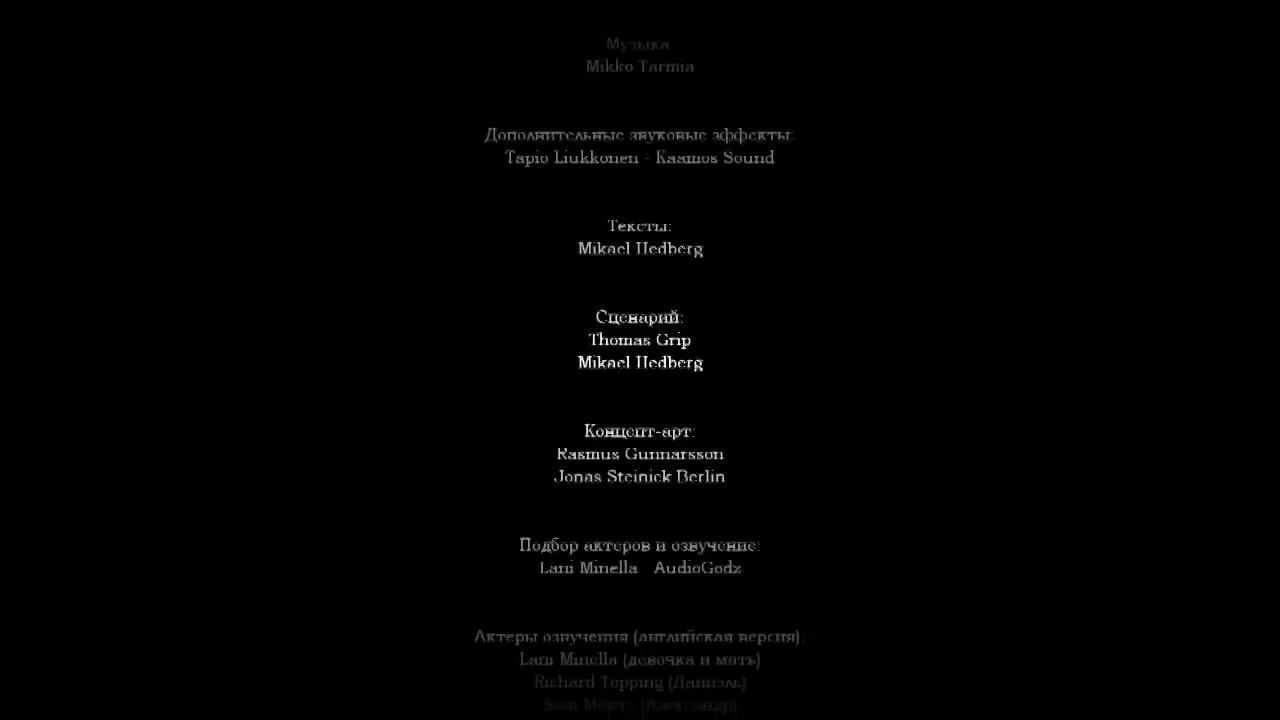 Музыка:
Mikko Tarmia
Дополнительные звуковые эффекты:
Tapio Liukkonen - Kaamos Sound
Тексты:
Mikael Hedberg
Сценарий:
Thomas Grip
Mikael Hedberg
Концепт-арт:
Rasmus Gunnarsson
Jonas Steinick Berlin
Подбор актеров и озвучение:
Lani Minella AudioGodz
Актеры озвучения (английская версия):
Lani Minella (девочка и мать)
Richard Topping (Даниэль)
Sam (Александр)